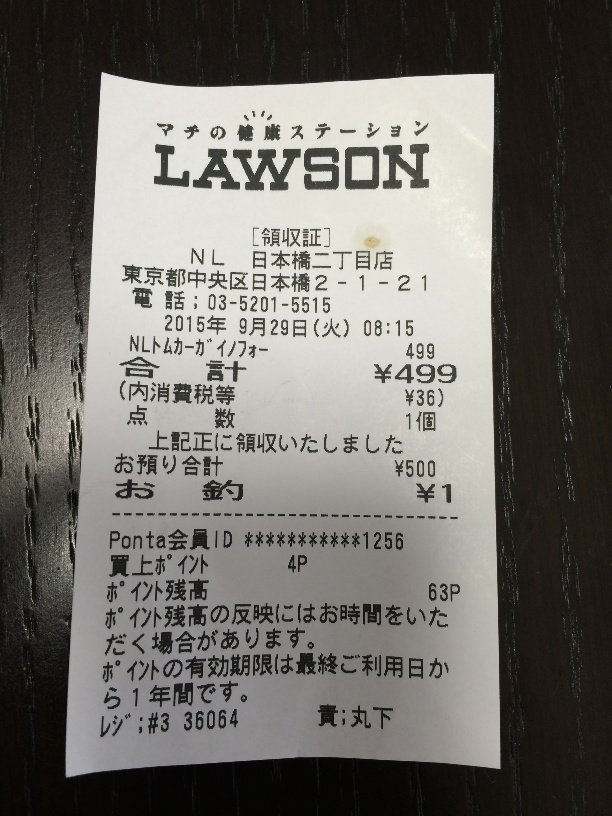 マチの健康ステーション
LAWSON
[領収証]
NL 日本橋二丁目店
東京都中央区日本橋2-1-21
電話;03-5201-5515
2015年 9月29日(火) 08:15
NLトムカーガイノフォー 499
合計 ¥499
(内消費税等 ¥36)
点数 1個
上記正に領収いたしました
お預り合計 ¥500
お釣 ¥1
--------------------------------
Ponta会員ID ***********1256
買上ポイント 4P
ポイント残高 63P
ポイント残高の反映にはお時間をいた
だく場合があります。
ポイントの有効期限は最終ご利用日か
ら1年間です。
レジ;#3 36064 責;丸下